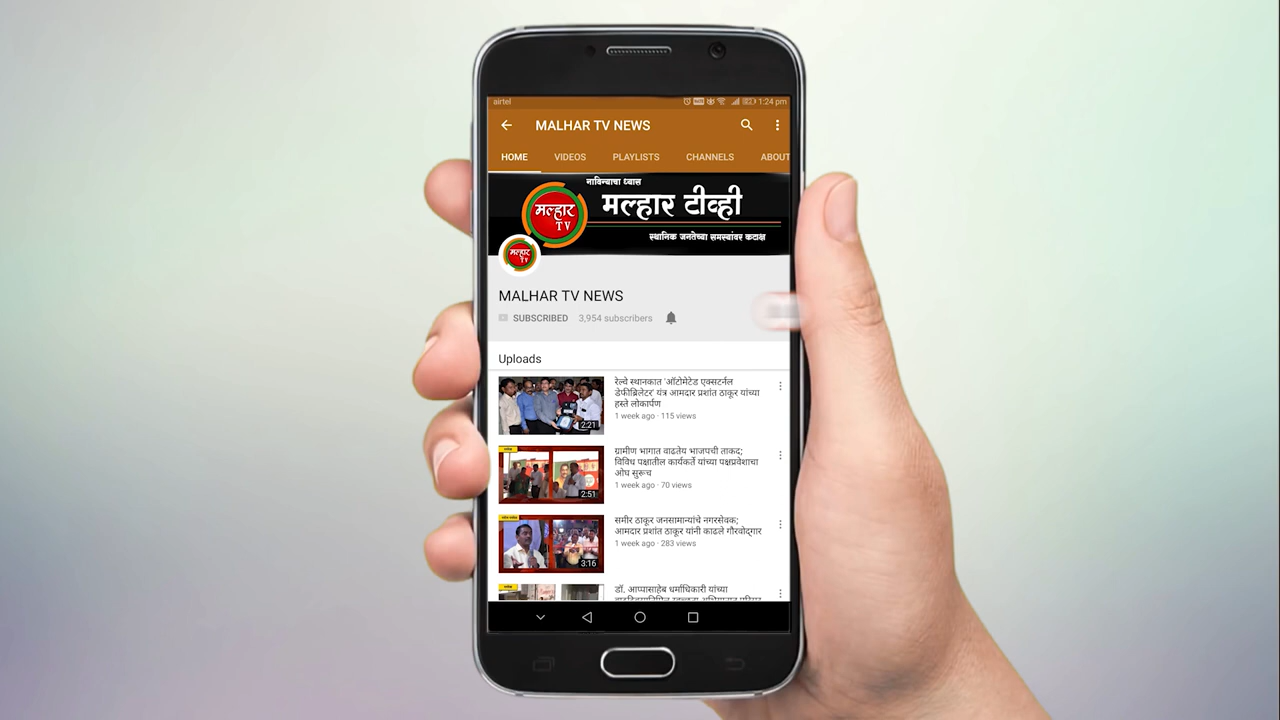 airtel 1:24 pm
MALHAR TV NEWS
HOME VIDEOS PLAYLISTS CHANNELS ABOUT
नाविन्याचा ध्यास
मल्हार टीव्ही
मल्हार
TV
स्थानिक जनतेच्या समस्यांवर कटाक्ष
मल्हार
TV
MALHAR TV NEWS
SUBSCRIBED 3,954 subscribers
Uploads
रेल्वे स्थानकात 'ऑटोमेटेड एक्सटर्नल
डेफीब्रिलेटर' यंत्र आमदार प्रशांत ठाकूर यांच्या
हस्ते लोकार्पण
1 week ago · 115 views
2:21
ग्रामीण भागात वाढतेय भाजपची ताकद;
विविध पक्षातील कार्यकर्ते यांच्या पक्षप्रवेशाचा
ओघ सुरूच
1 week ago · 70 views
2:51
समीर ठाकूर जनसामान्यांचे नगरसेवक;
आमदार प्रशांत ठाकूर यांनी काढले गौरवोद्गार
1 week ago · 283 views
3:16
डॉ. आप्पासाहेब धर्माधिकारी यांच्या